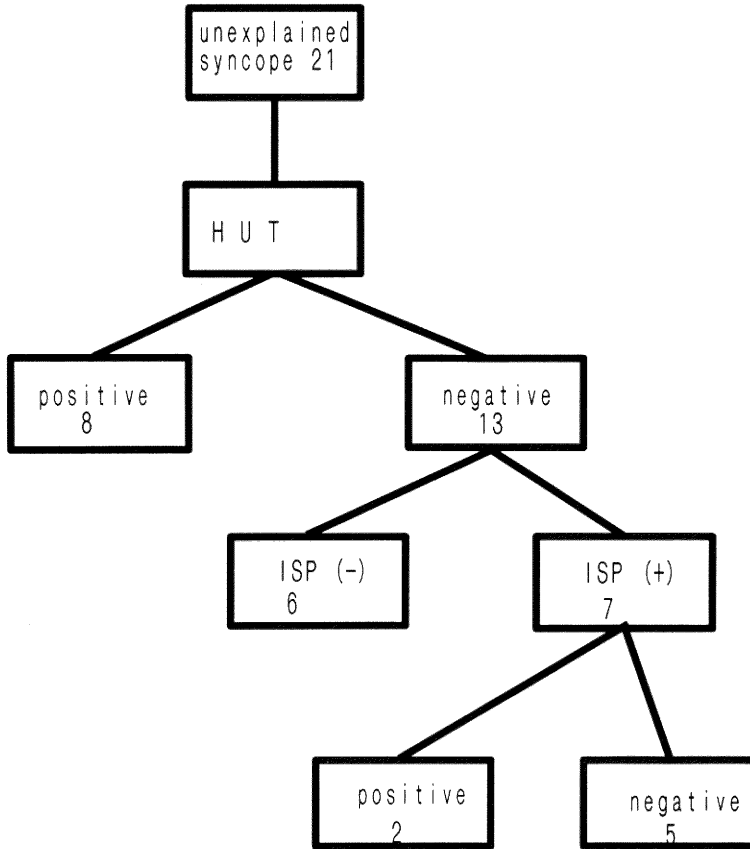 unexplained
syncope 21
H U T
positive
8
negative
13
ISP (-)
6
ISP (+)
7
positive
2
negative
5